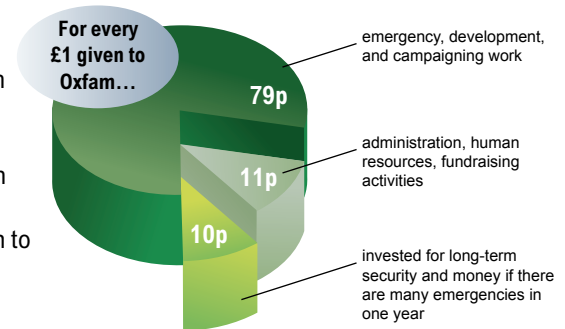 For every
£1 given to
Oxfam…
79p
emergency, development,
and campaigning work
11p
administration, human
resources, fundraising
activities
10p
invested for long-term
security and money if there
are many emergencies in
one year
n to